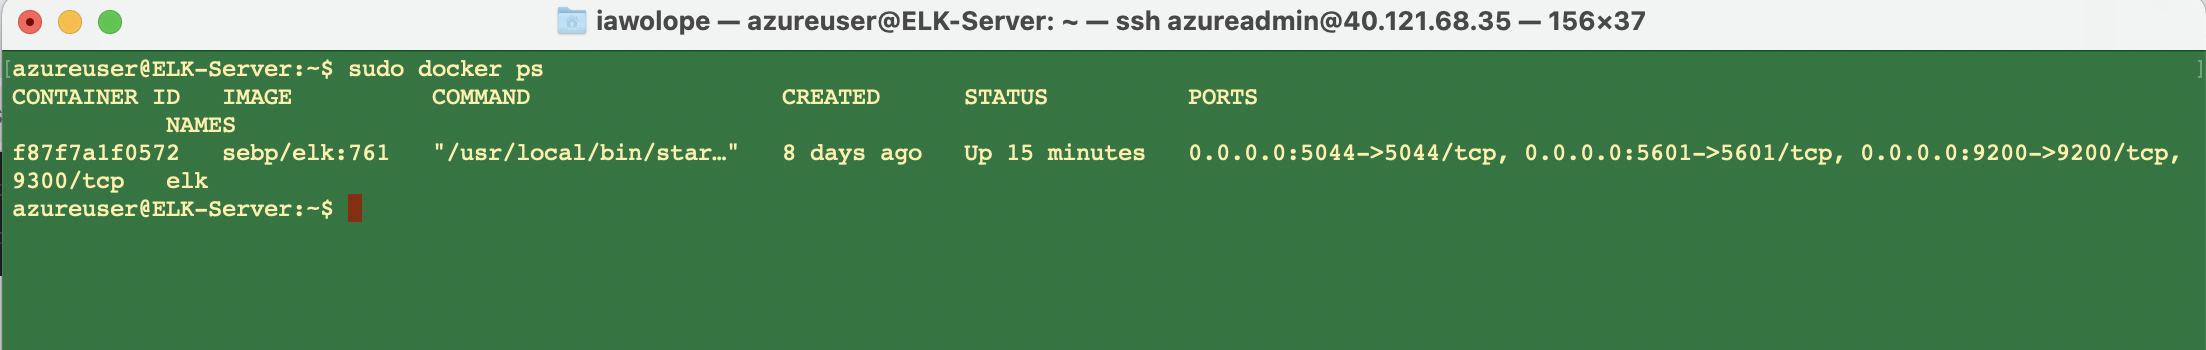 iawolope — azureuser@ELK-Server: ~ — ssh azureadmin@40.121.68.35 — 156×37
[azureuser@ELK-Server:~$ sudo docker ps ]
CONTAINER ID   IMAGE          COMMAND                  CREATED      STATUS          PORTS
           NAMES
f87f7a1f0572   sebp/elk:761   "/usr/local/bin/star…"   8 days ago   Up 15 minutes   0.0.0.0:5044->5044/tcp, 0.0.0.0:5601->5601/tcp, 0.0.0.0:9200->9200/tcp,
9300/tcp   elk
azureuser@ELK-Server:~$